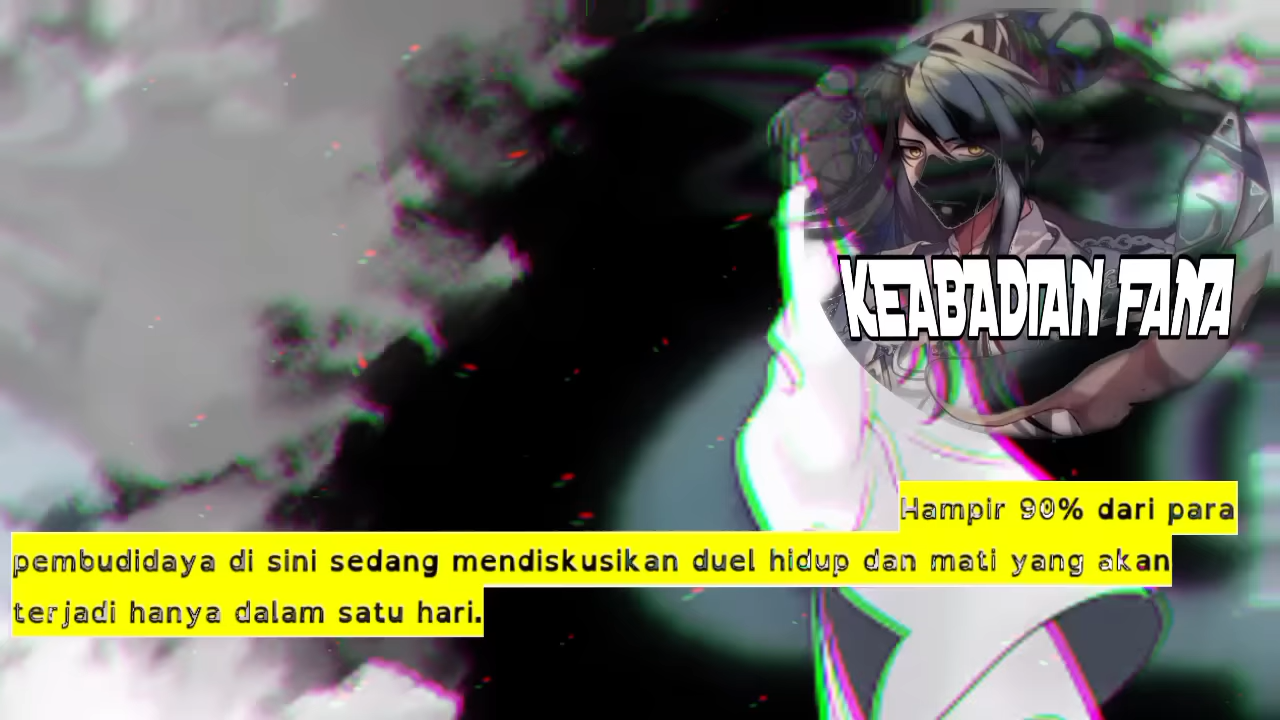 KEABADIAN FANA
Hampir 90% dari para
pembudidaya di sini sedang mendiskusikan duel hidup dan mati yang akan
terjadi hanya dalam satu hari.